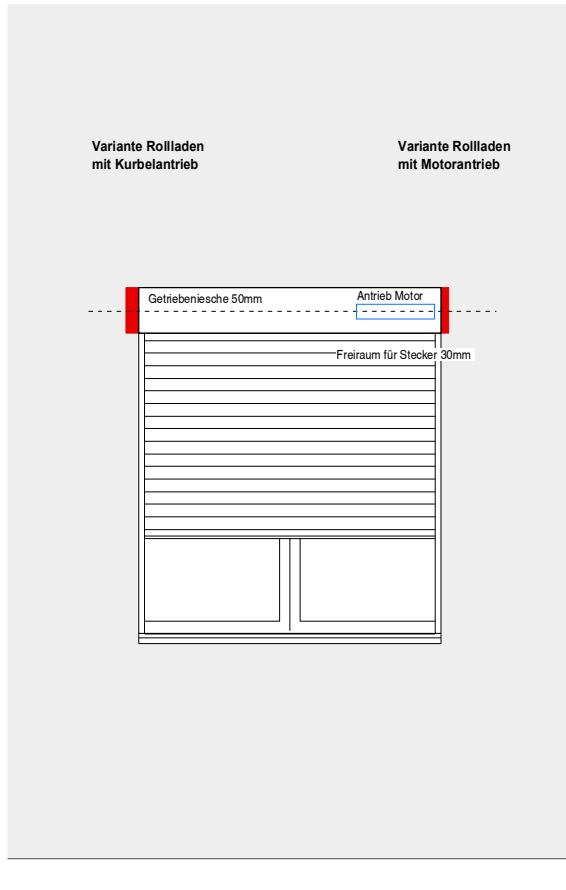 Variante Rollladen
mit Kurbelantrieb
Variante Rollladen
mit Motorantrieb
Getriebeniesche 50mm
Antrieb Motor
Freiraum für Stecker 30mm